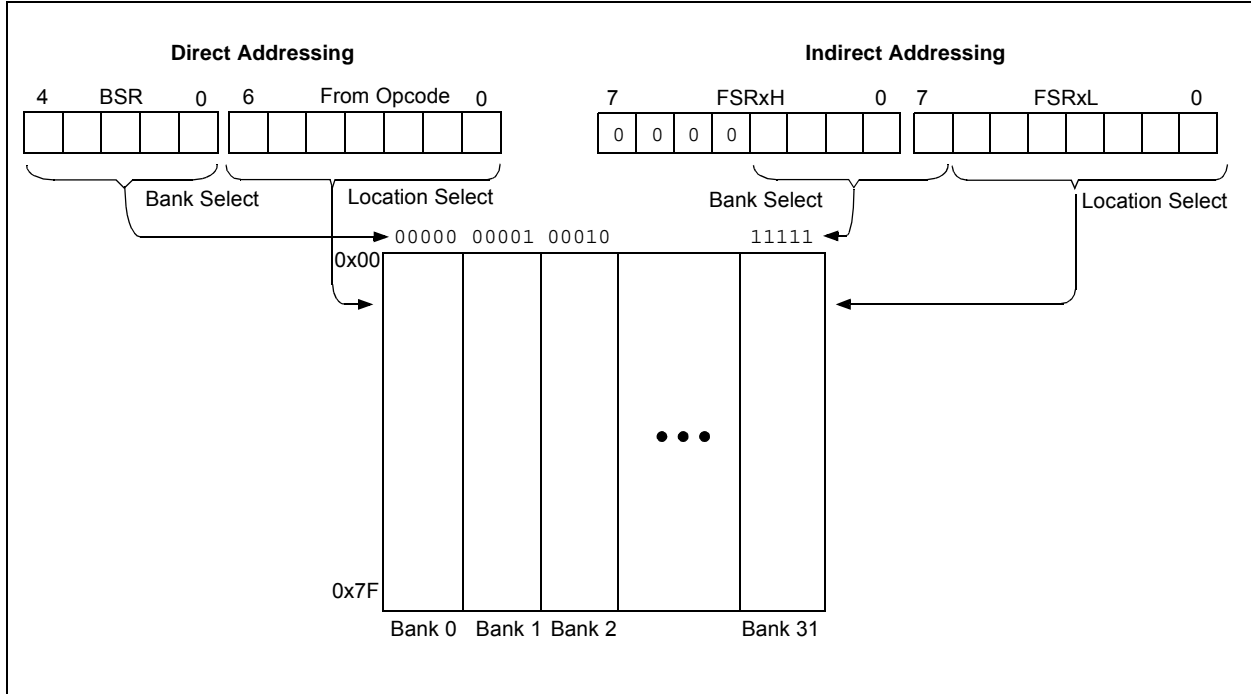 Direct Addressing
Indirect Addressing
4 BSR 0 6 From Opcode 0
7 FSRxH 0 7 FSRxL 0
0 0 0 0
Bank Select
Location Select
Bank Select
Location Select
00000 00001 00010 11111
0x00
0x7F
Bank 0 Bank 1 Bank 2 Bank 31